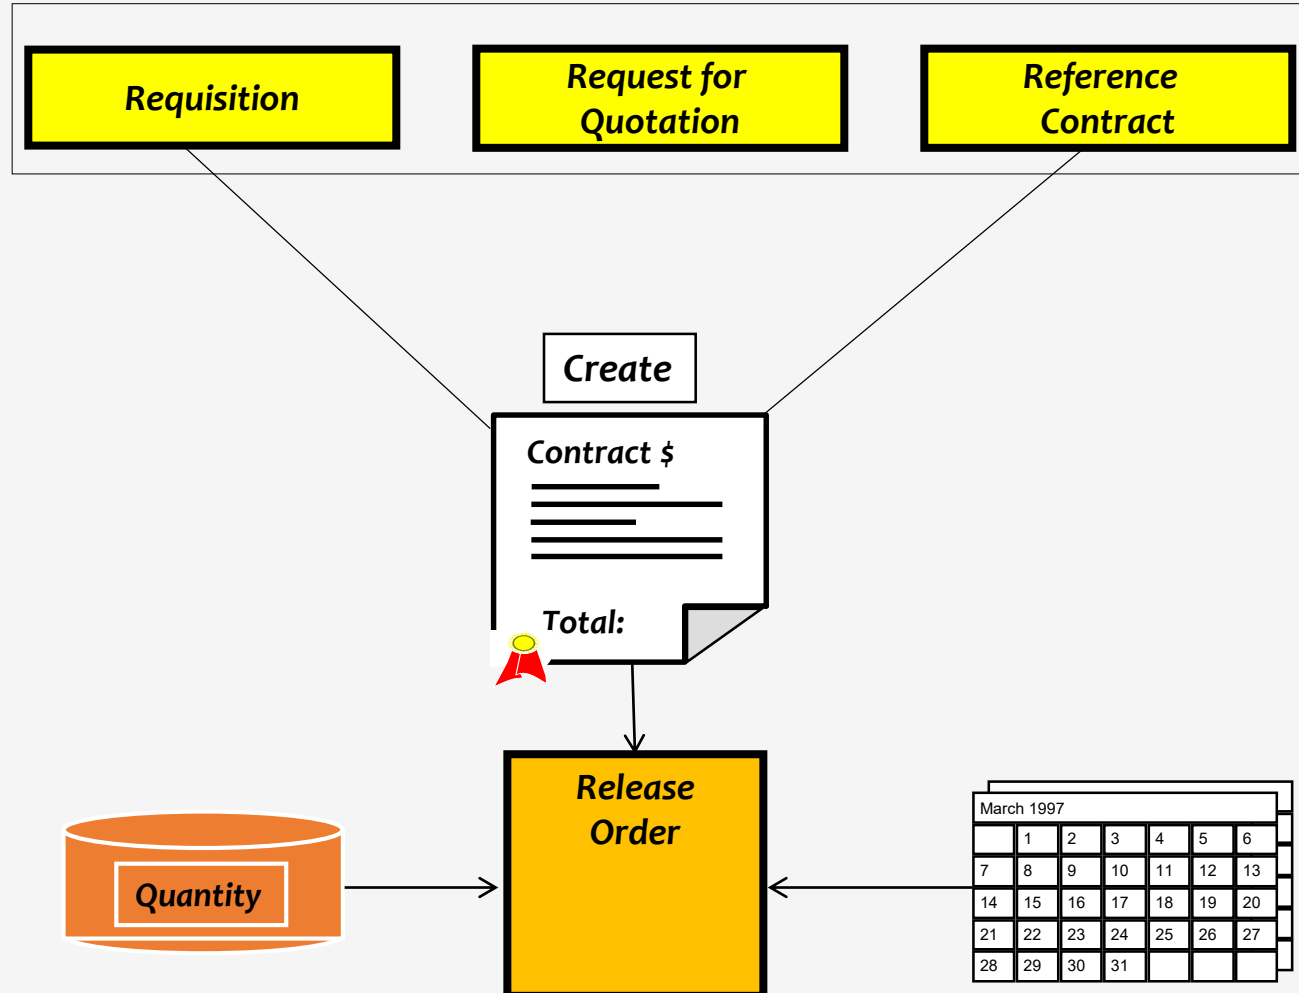 Requisition
Request for
Quotation
Reference
Contract
Create
Contract $
Total:
Release
Order
Quantity
March 1997
1 2 3 4 5 6
7 8 9 10 11 12 13
14 15 16 17 18 19 20
21 22 23 24 25 26 27
28 29 30 31